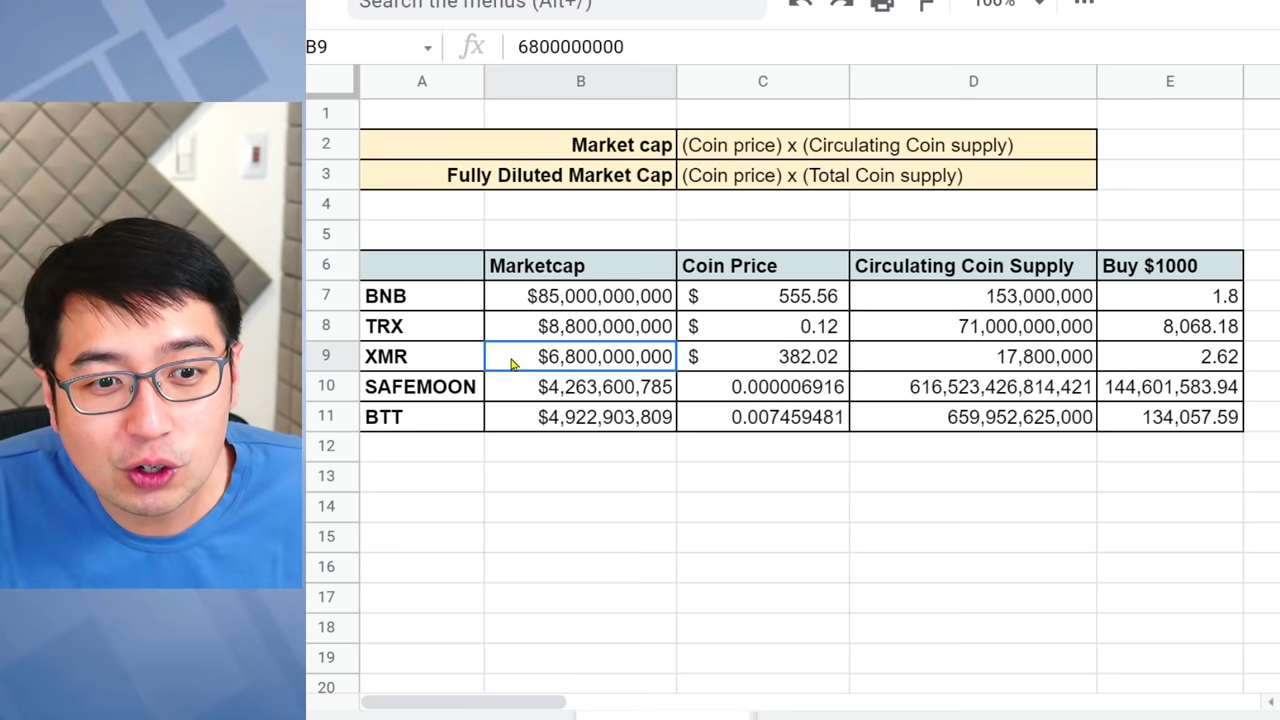 Search the menus (Alt+/)
100%
B9 fx 6800000000
A B C D E
1
2 Market cap (Coin price) x (Circulating Coin supply)
3 Fully Diluted Market Cap (Coin price) x (Total Coin supply)
4
5
6 Marketcap Coin Price Circulating Coin Supply Buy $1000
7 BNB $85,000,000,000 $ 555.56 153,000,000 1.8
8 TRX $8,800,000,000 $ 0.12 71,000,000,000 8,068.18
9 XMR $6,800,000,000 $ 382.02 17,800,000 2.62
10 SAFEMOON $4,263,600,785 0.000006916 616,523,426,814,421 144,601,583.94
11 BTT $4,922,903,809 0.007459481 659,952,625,000 134,057.59
12
13
14
15
16
17
18
19
20